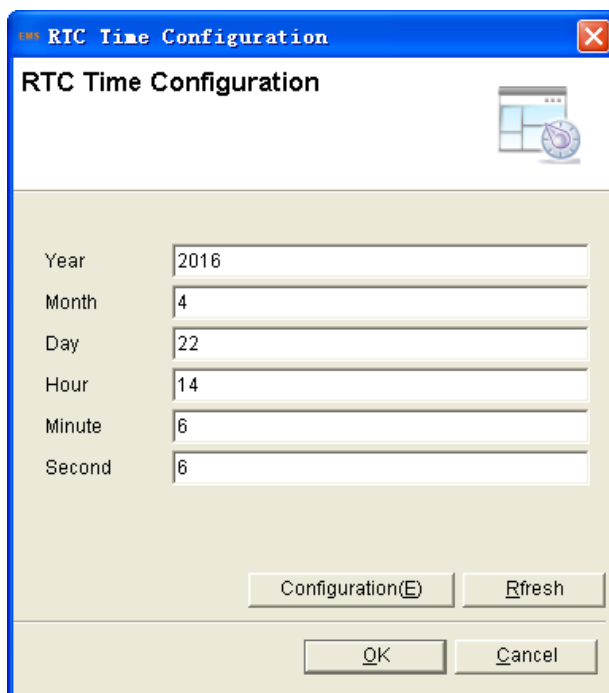 EMS RTC Time Configuration
RTC Time Configuration
Year 2016
Month 4
Day 22
Hour 14
Minute 6
Second 6
Configuration(E) Rfresh
OK Cancel